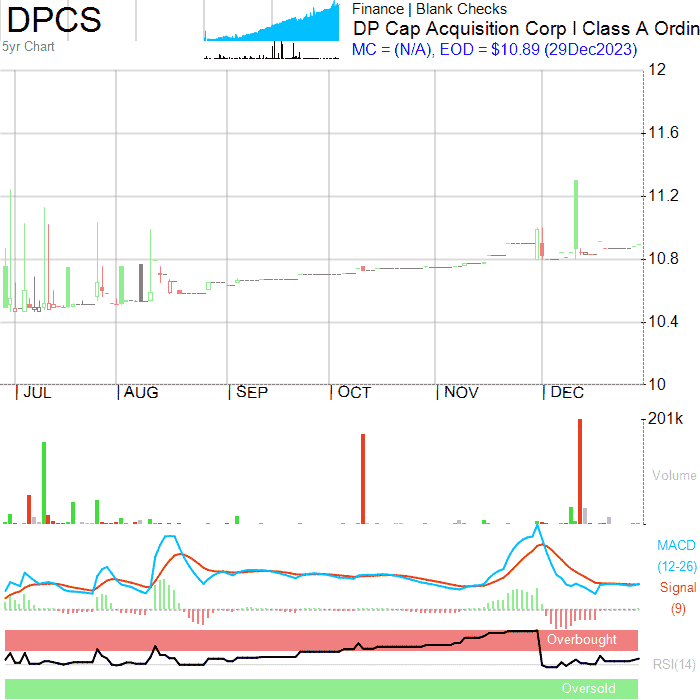 DPCS
5yr Chart
Finance | Blank Checks
DP Cap Acquisition Corp I Class A Ordin
MC = (N/A), EOD = $10.89 (29Dec2023)
12
11.6
11.2
10.8
10.4
10
JUL
AUG
SEP
OCT
NOV
DEC
201k
Volume
MACD
(12-26)
Signal
(9)
Overbought
RSI(14)
Oversold